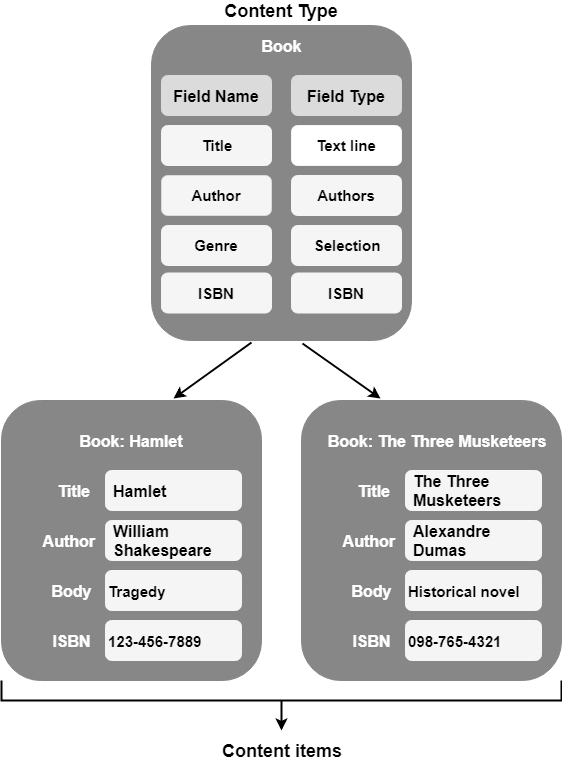 Content Type
Book
Field Name Field Type
Title Text line
Author Authors
Genre Selection
ISBN ISBN
Book: Hamlet
Title Hamlet
Author William
Shakespeare
Body Tragedy
ISBN 123-456-7889
Book: The Three Musketeers
Title The Three
Musketeers
Author Alexandre
Dumas
Body Historical novel
ISBN 098-765-4321
Content items